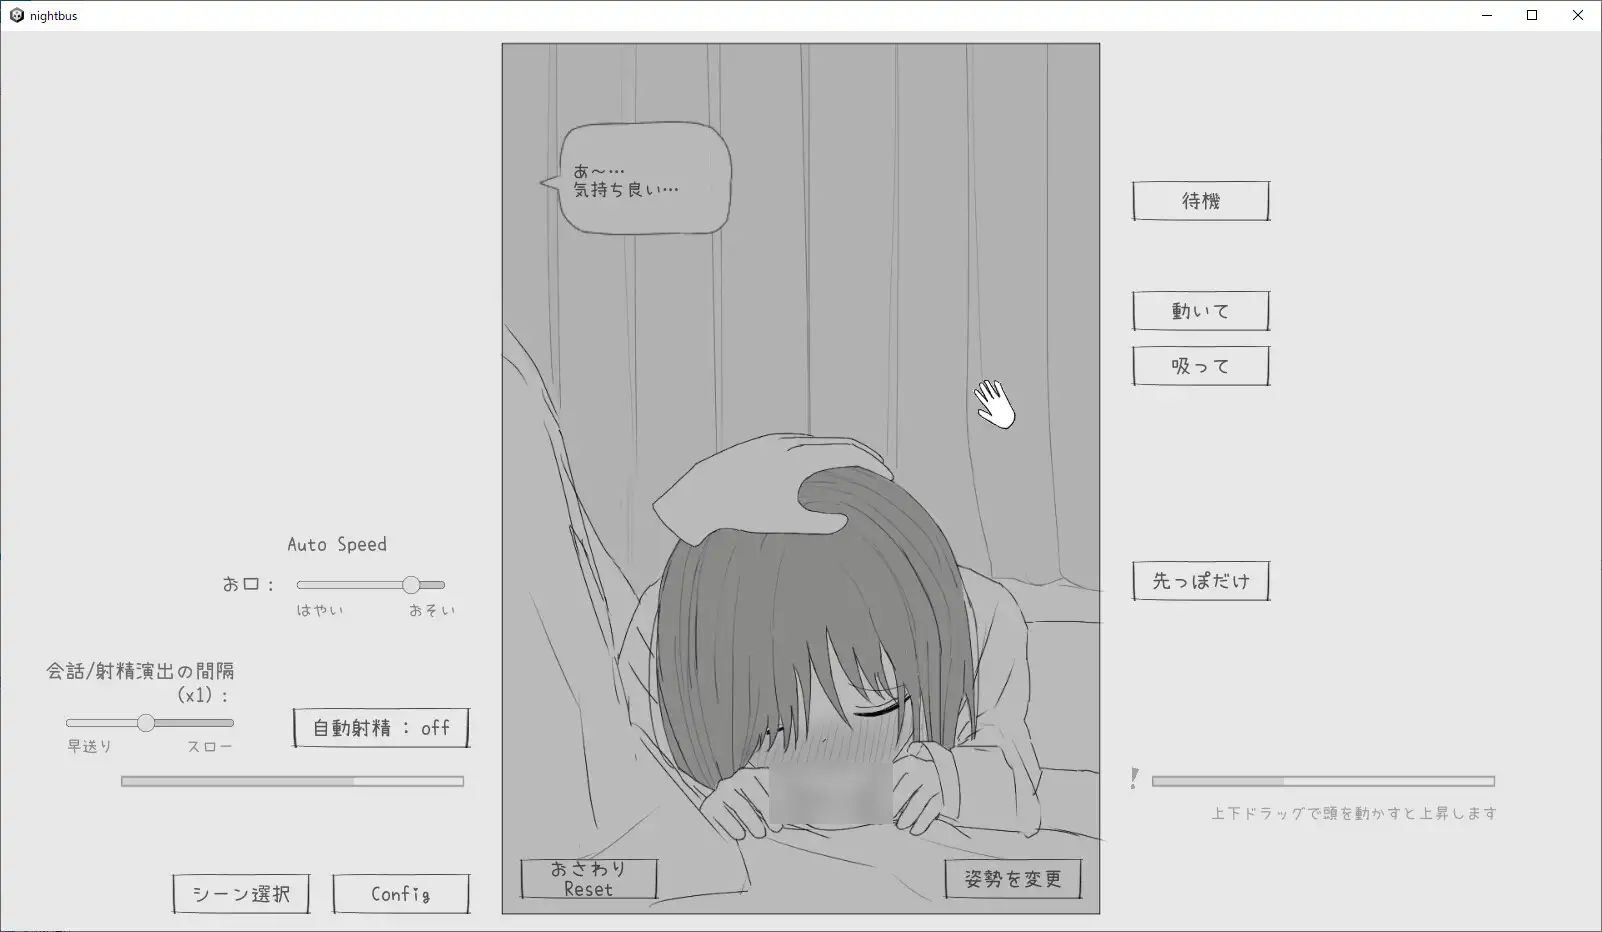 nightbus
あ～…
気持ち良い…
待機
動いて
吸って
先っぽだけ
Auto Speed
お口：
はやい おそい
会話/射精演出の間隔
(x1)：
早送り スロー
自動射精 : off
!
上下ドラッグで頭を動かすと上昇します
シーン選択
Config
おさわり
Reset
姿勢を変更